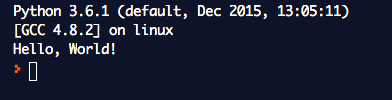 Python 3.6.1 (default, Dec 2015, 13:05:11)
[GCC 4.8.2] on linux
Hello, World!
>